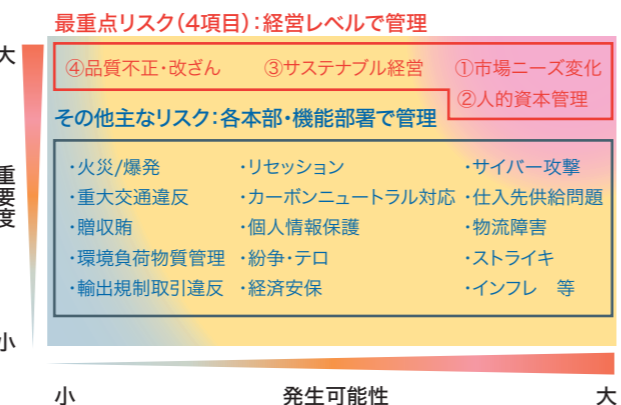 最重点リスク(4項目):経営レベルで管理
大
④品質不正・改ざん ③サステナブル経営 ①市場ニーズ変化
②人的資本管理
その他主なリスク:各本部・機能部署で管理
・火災/爆発 ・リセッション ・サイバー攻撃
・重大交通違反 ・カーボンニュートラル対応 ・仕入先供給問題
・贈収賄 ・個人情報保護 ・物流障害
・環境負荷物質管理 ・紛争・テロ ・ストライキ
・輸出規制取引違反 ・経済安保 ・インフレ 等
重要度
小
小 発生可能性 大